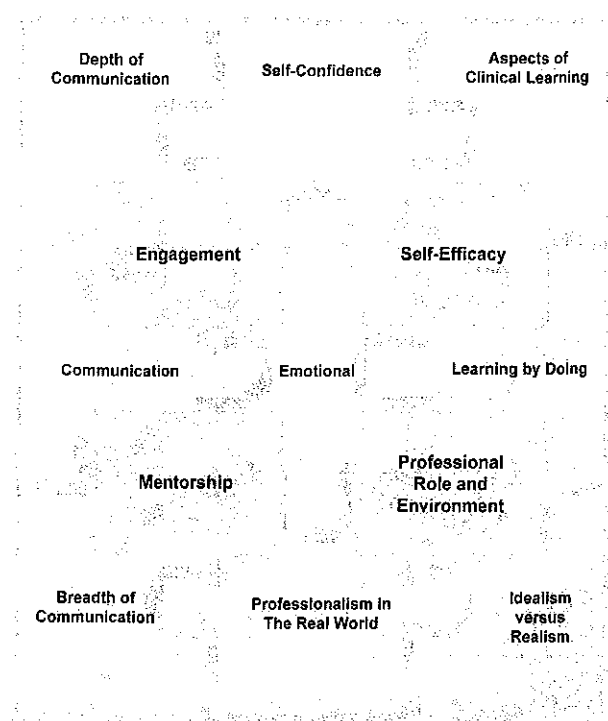 Depth of
Communication
Self-Confidence
Aspects of
Clinical Learning
Engagement
Self-Efficacy
Communication
Emotional
Learning by Doing
Mentorship
Professional
Role and
Environment
Breadth of
Communication
Professionalism in
The Real World
Idealism
versus
Realism